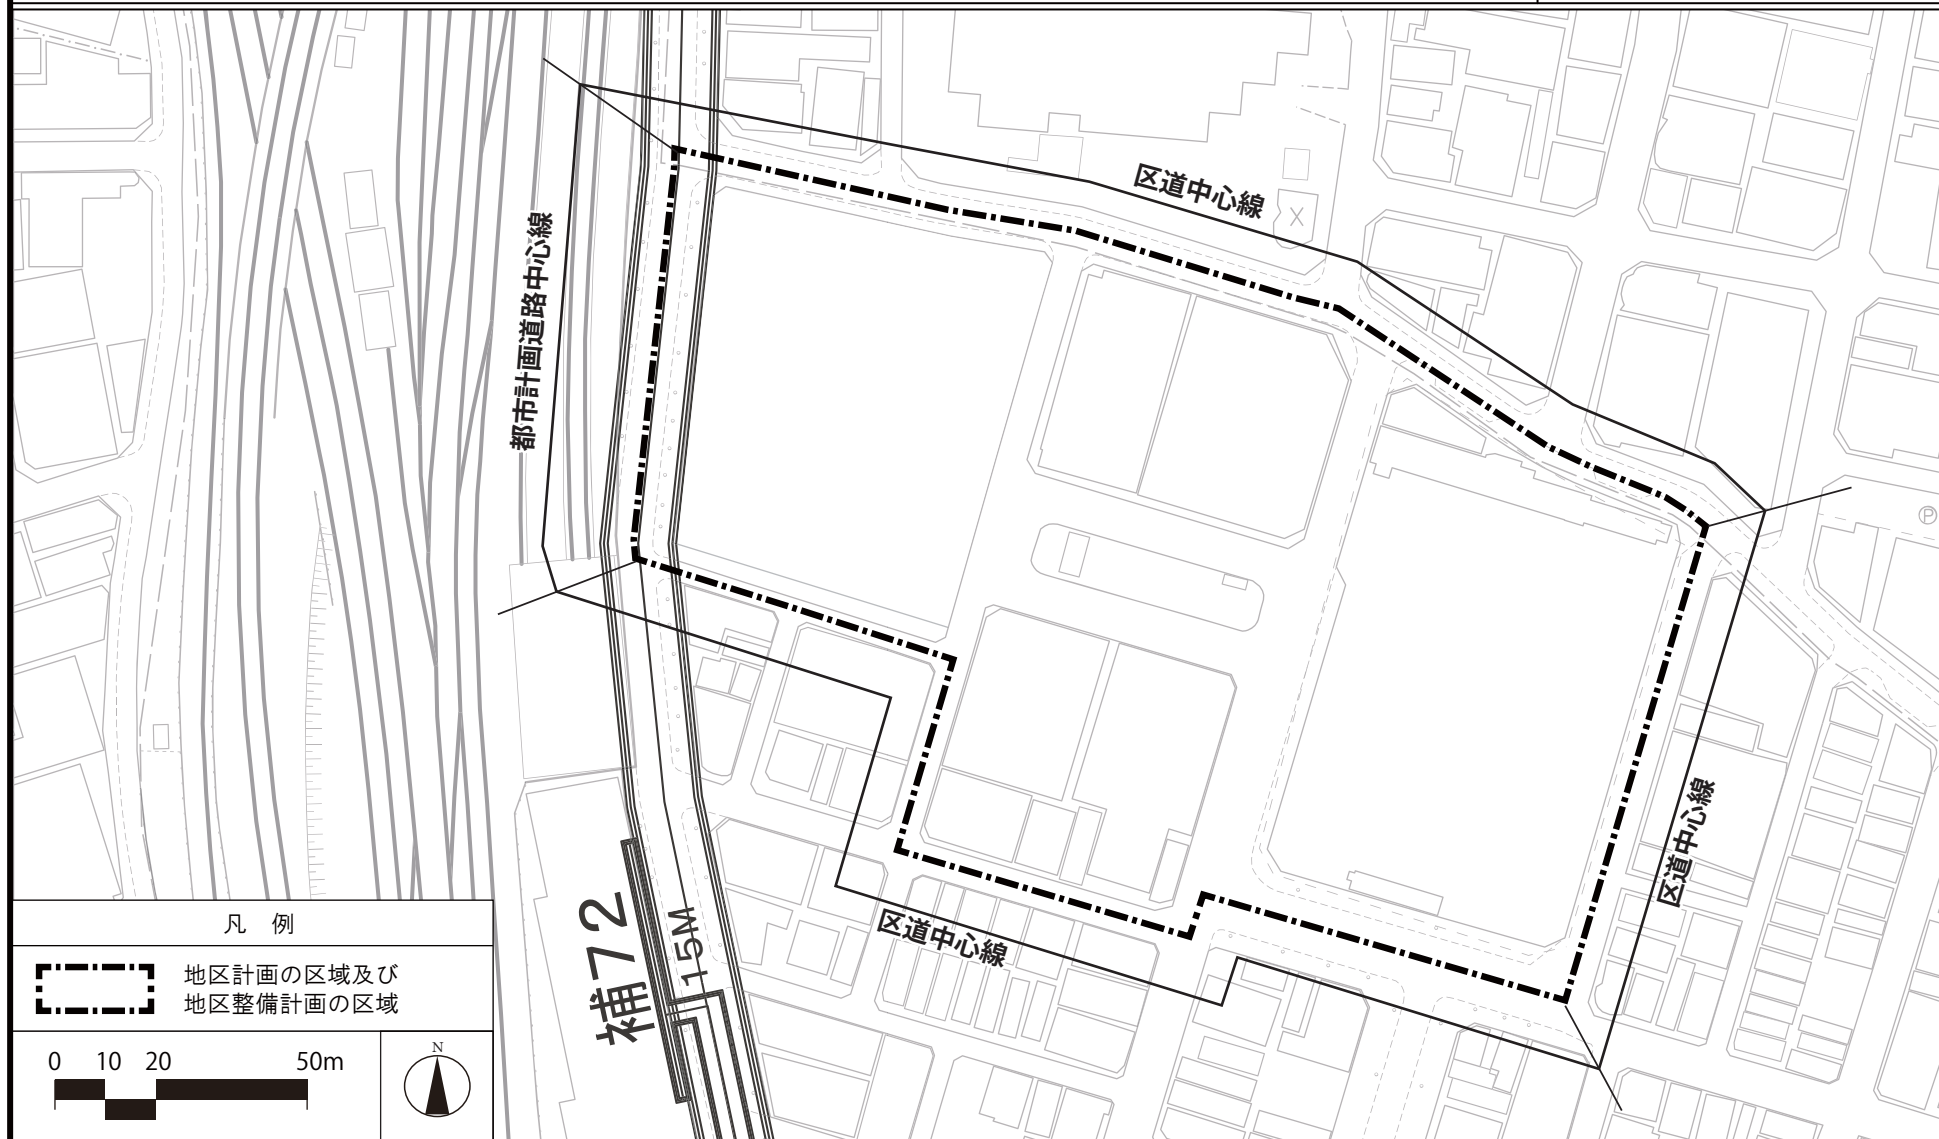 区道中心線
都市計画道路中心線
Ⓟ
区道中心線
補72
15M
区道中心線
凡 例
地区計画の区域及び
地区整備計画の区域
0 10 20 50m
N